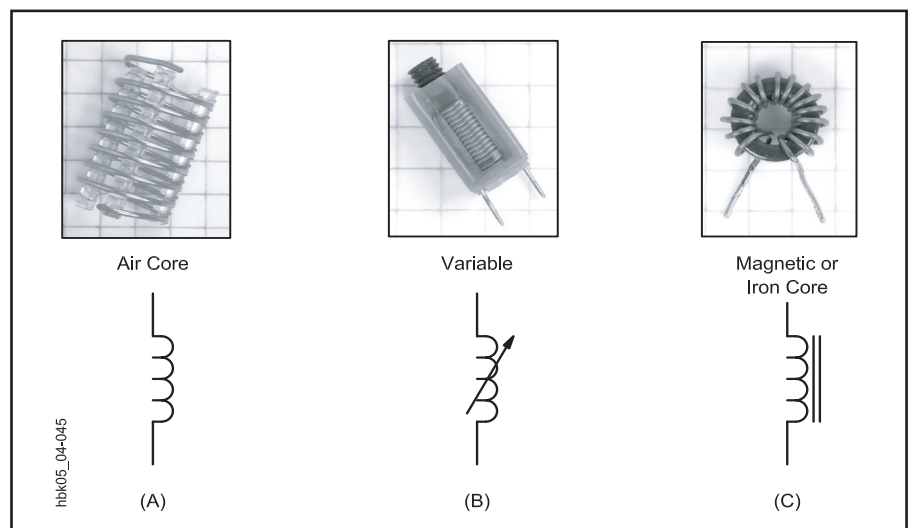 Air Core
Variable
Magnetic or
Iron Core
hbk05_04-045
(A)
(B)
(C)